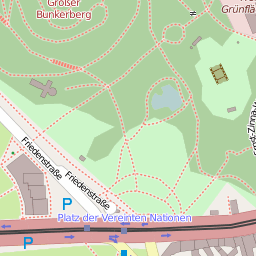 Großer
Bunkerberg
Grünflä
Friedenstraße
Friedenstraße
P
Platz der Vereinten Nationen
P
P